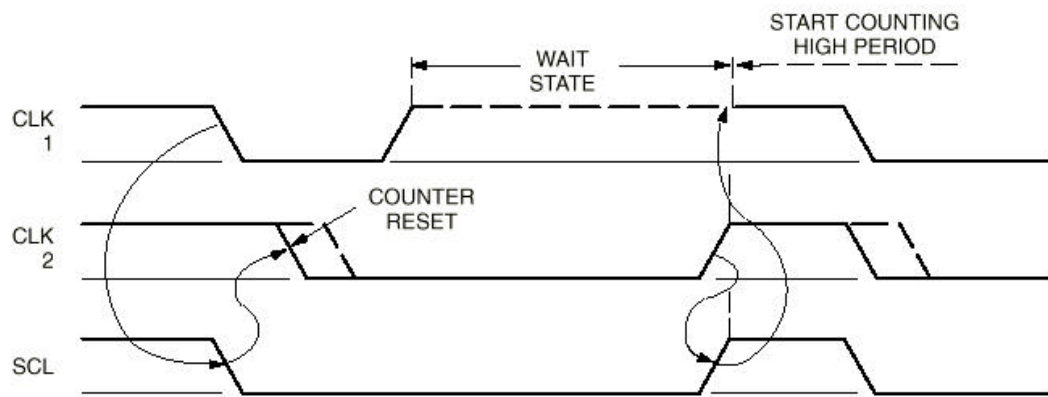 START COUNTING
HIGH PERIOD
WAIT
STATE
CLK
1
COUNTER
RESET
CLK
2
SCL